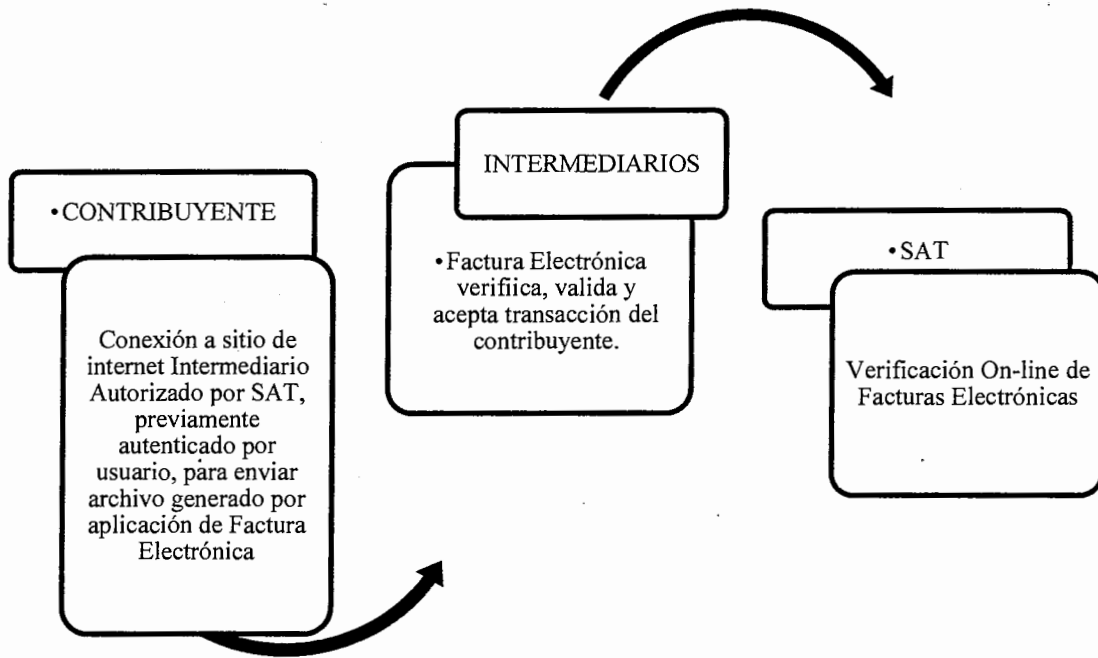 •CONTRIBUYENTE
Conexión a sitio de
internet Intermediario
Autorizado por SAT,
previamente
autenticado por
usuario, para enviar
archivo generado por
aplicación de Factura
Electrónica
INTERMEDIARIOS
•Factura Electrónica
verifiica, valida y
acepta transacción del
contribuyente.
•SAT
Verificación On-line de
Facturas Electrónicas